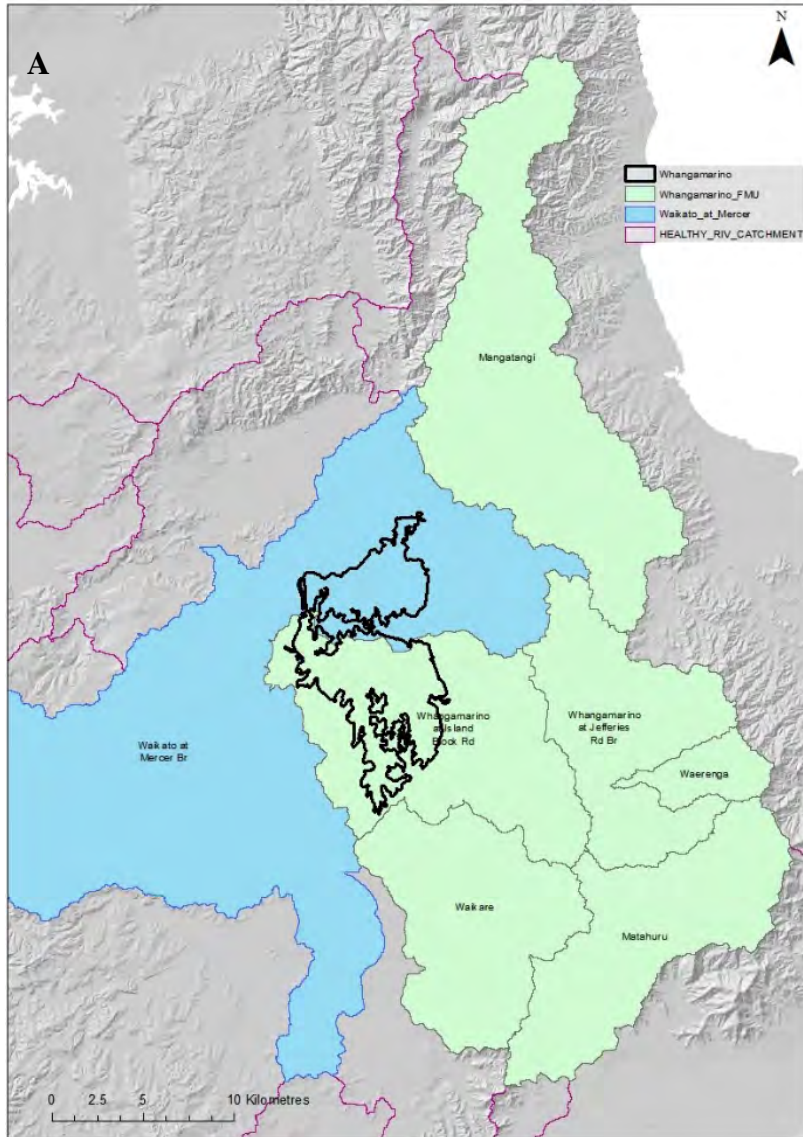 A
N
Whangamarino
Whangamarino_FMU
Waikato_at_Mercer
HEALTHY_RIV_CATCHMENT
Mangatangi
Whangamarino
at Island
Block Rd
Whangamarino
at Jefferies
Rd Br
Waerenga
Waikato at
Mercer Br
Waikare
Matahuru
0 2.5 5 10 Kilometres